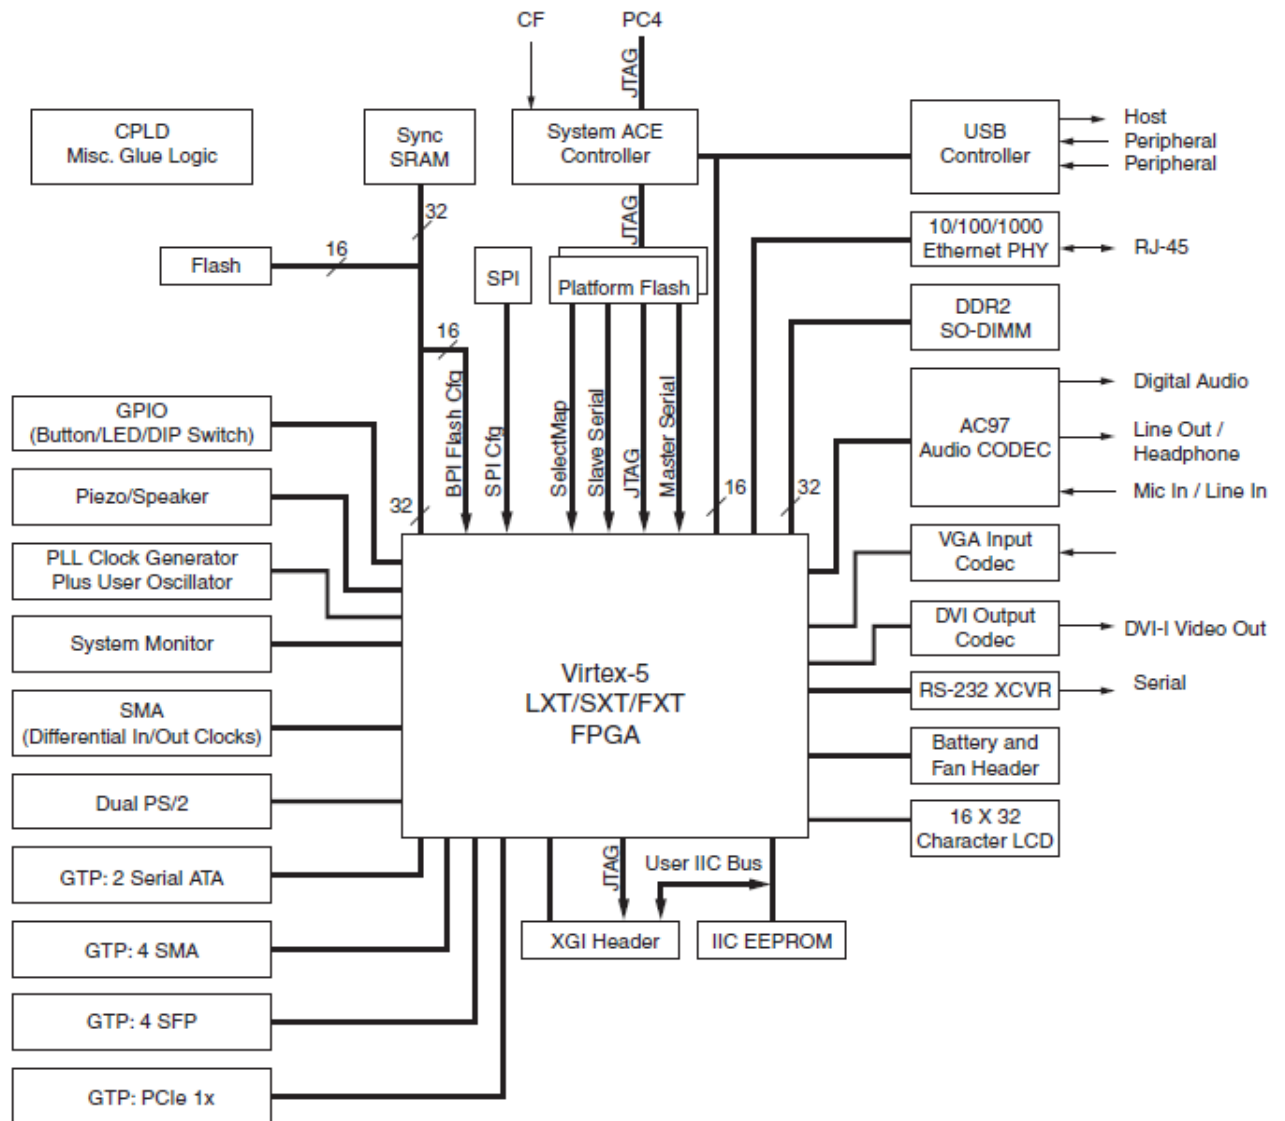 CF
PC4
JTAG
CPLD
Misc. Glue Logic
Sync
SRAM
System ACE
Controller
USB
Controller
Host
Peripheral
Peripheral
32
JTAG
10/100/1000
Ethernet PHY
RJ-45
16
Flash
SPI
Platform Flash
DDR2
SO-DIMM
16
BPI Flash Cfg
SPI Cfg
SelectMap
Slave Serial
JTAG
Master Serial
16
32
32
AC97
Audio CODEC
Digital Audio
Line Out /
Headphone
Mic In / Line In
GPIO
(Button/LED/DIP Switch)
Piezo/Speaker
PLL Clock Generator
Plus User Oscillator
System Monitor
SMA
(Differential In/Out Clocks)
Dual PS/2
GTP: 2 Serial ATA
GTP: 4 SMA
GTP: 4 SFP
GTP: PCIe 1x
Virtex-5
LXT/SXT/FXT
FPGA
VGA Input
Codec
DVI Output
Codec
DVI-I Video Out
RS-232 XCVR
Serial
Battery and
Fan Header
16 X 32
Character LCD
JTAG
User IIC Bus
XGI Header
IIC EEPROM